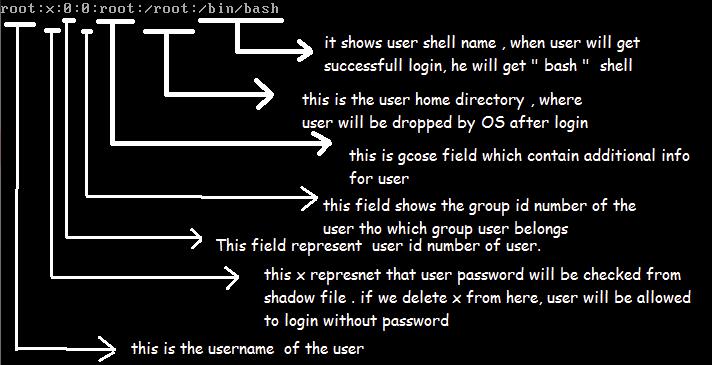 root:x:0:0:root:/root:/bin/bash
it shows user shell name , when user will get
successfull login, he will get " bash " shell
this is the user home directory , where
user will be dropped by OS after login
this is gcose field which contain additional info
for user
this field shows the group id number of the
user tho which group user belongs
This field represent user id number of user.
this x represnet that user password will be checked from
shadow file . if we delete x from here, user will be allowed
to login without password
this is the username of the user